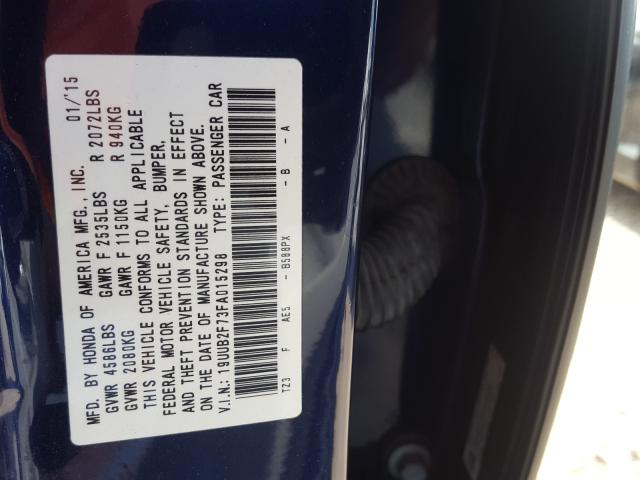 MFD. BY HONDA OF AMERICA MFG., INC. 01/'15
GVWR 4586LBS GAWR F 2535LBS R 2072LBS
GVWR 2080KG GAWR F 1150KG R 940KG
THIS VEHICLE CONFORMS TO ALL APPLICABLE
FEDERAL MOTOR VEHICLE SAFETY, BUMPER,
AND THEFT PREVENTION STANDARDS IN EFFECT
ON THE DATE OF MANUFACTURE SHOWN ABOVE.
V.I.N.: 19UUB2F73FA015298 TYPE: PASSENGER CAR
TZ3 F AE5 - B588PX - B - A